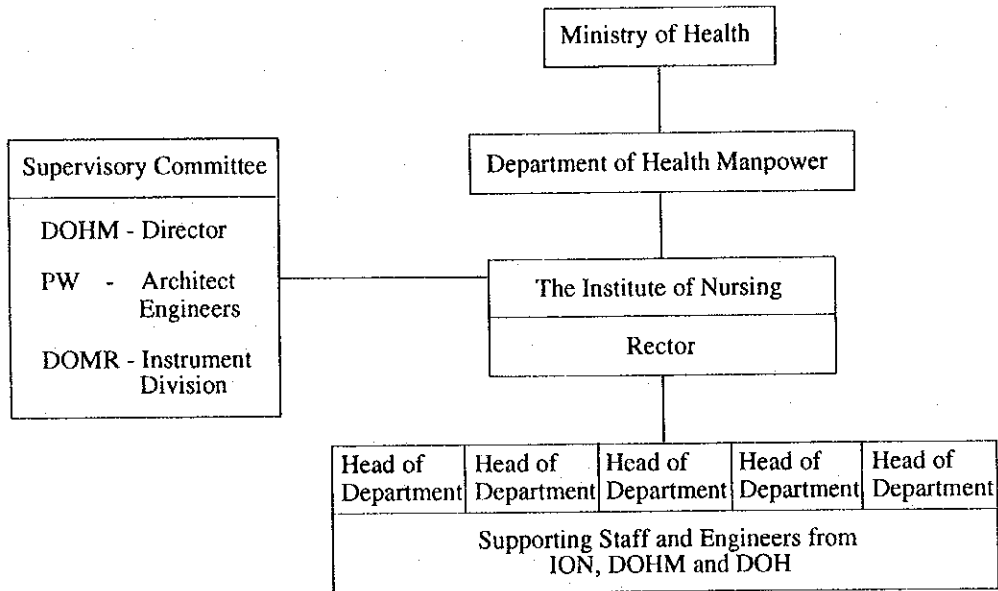 Ministry of Health
Department of Health Manpower
Supervisory Committee
DOHM - Director
PW - Architect
Engineers
DOMR - Instrument
Division
The Institute of Nursing
Rector
Head of
Department
Head of
Department
Head of
Department
Head of
Department
Head of
Department
Supporting Staff and Engineers from
ION, DOHM and DOH